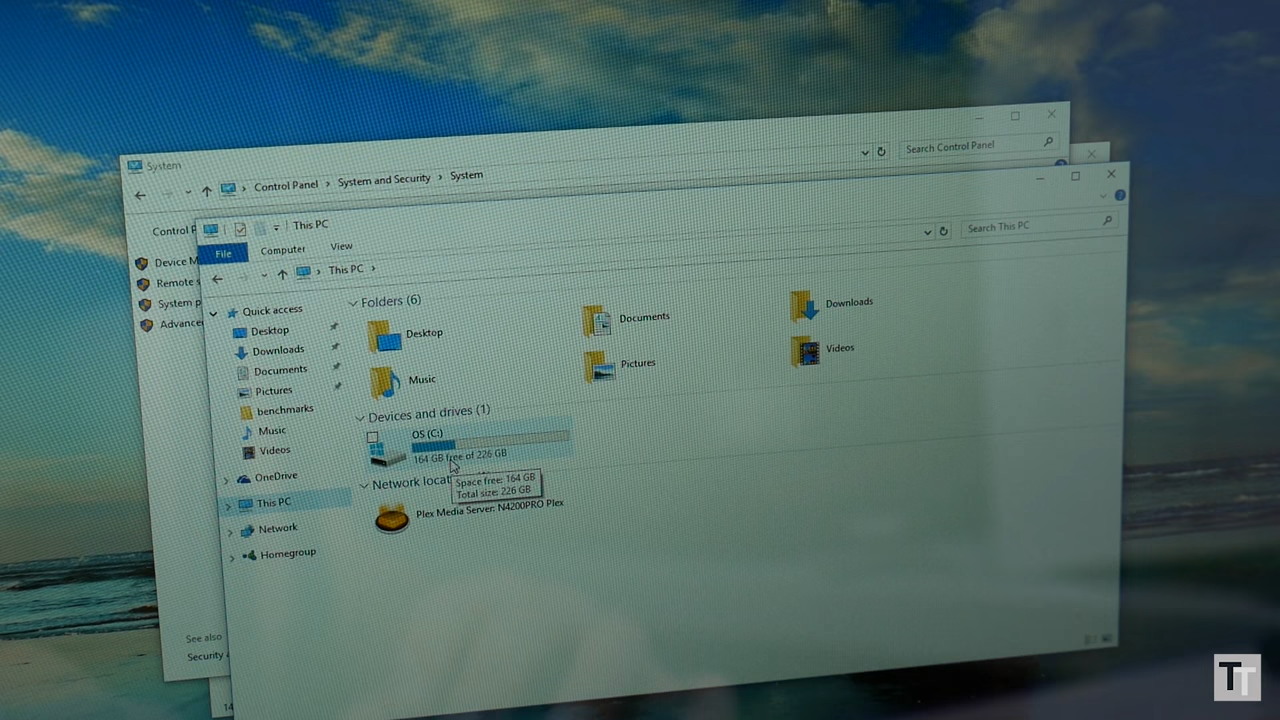 System
Search Control Panel
Control Panel > System and Security > System
This PC
File Computer View
Search This PC
This PC >
Device M
Remote s
System p
Advance
Quick access
Desktop
Downloads
Documents
Pictures
benchmarks
Music
Videos
OneDrive
This PC
Network
Homegroup
Folders (6)
Desktop
Documents
Downloads
Music
Pictures
Videos
Devices and drives (1)
OS (C:)
164 GB free of 226 GB
Space free: 164 GB
Total size: 226 GB
Network locat
Plex Media Server: N4200PRO Plex
See also
Security
14
TT